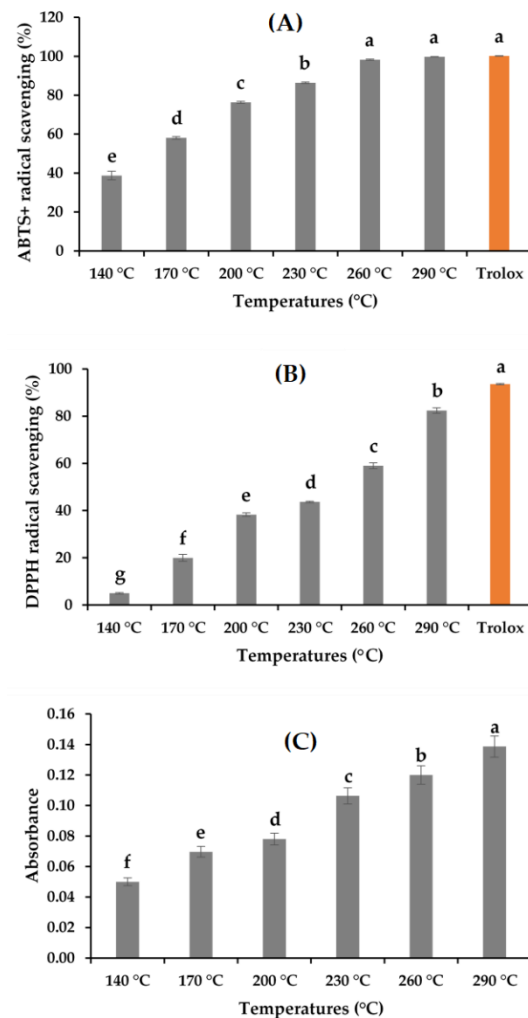 (A)
ABTS+ radical scavenging (%)
120
100
80
60
40
20
0
e
d
c
b
a
a
a
140 °C 170 °C 200 °C 230 °C 260 °C 290 °C Trolox
Temperatures (°C)
(B)
DPPH radical scavenging (%)
100
80
60
40
20
0
g
f
e
d
c
b
a
140 °C 170 °C 200 °C 230 °C 260 °C 290 °C Trolox
Temperatures (°C)
(C)
Absorbance
0.16
0.14
0.12
0.10
0.08
0.06
0.04
0.02
0.00
f
e
d
c
b
a
140 °C 170 °C 200 °C 230 °C 260 °C 290 °C
Temperatures (°C)